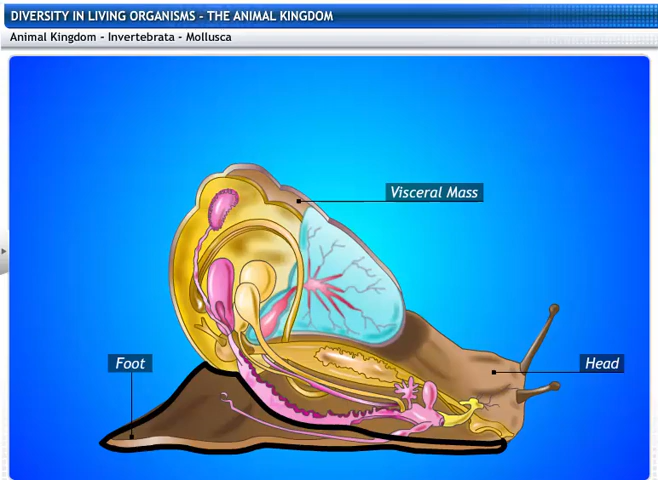 DIVERSITY IN LIVING ORGANISMS - THE ANIMAL KINGDOM
Animal Kingdom - Invertebrata - Mollusca
Visceral Mass
Foot
Head